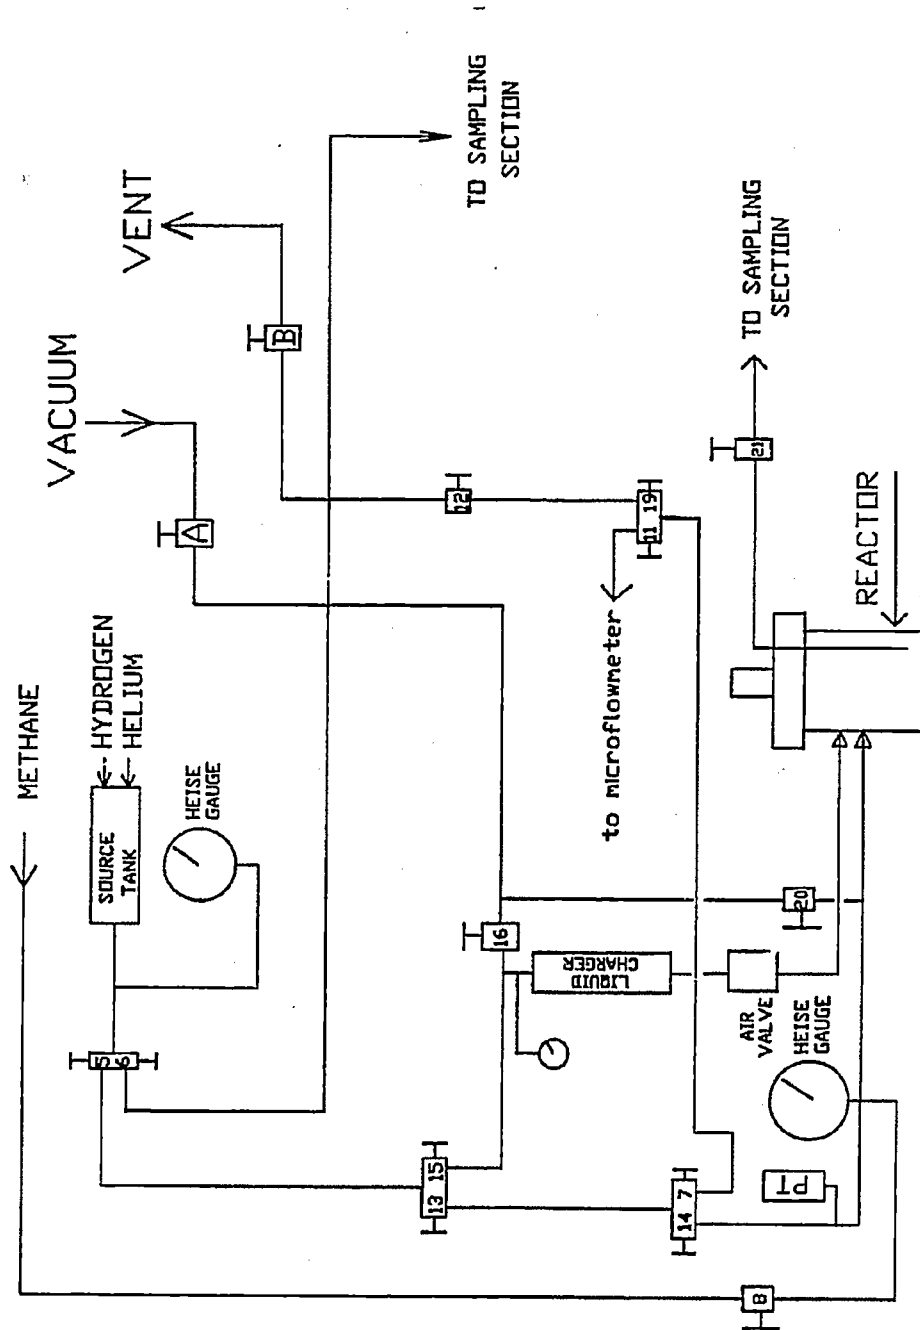 METHANE
HYDROGEN
HELIUM
SOURCE
TANK
HEISE
GAUGE
VACUUM
VENT
A
B
TO SAMPLING
SECTION
5
6
16
12
13 15
LIQUID
CHARGER
to microflowmeter
11 19
TO SAMPLING
SECTION
21
REACTOR
20
AIR
VALVE
HEISE
GAUGE
14 7
PT
8